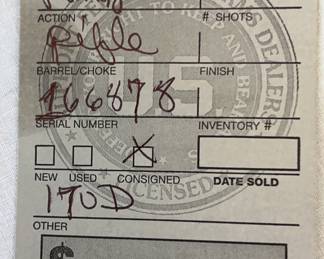 ACTION # SHOTS
Rifle
BARREL/CHOKE FINISH
166878
SERIAL NUMBER INVENTORY #
NEW USED CONSIGNED DATE SOLD
170D
OTHER
$